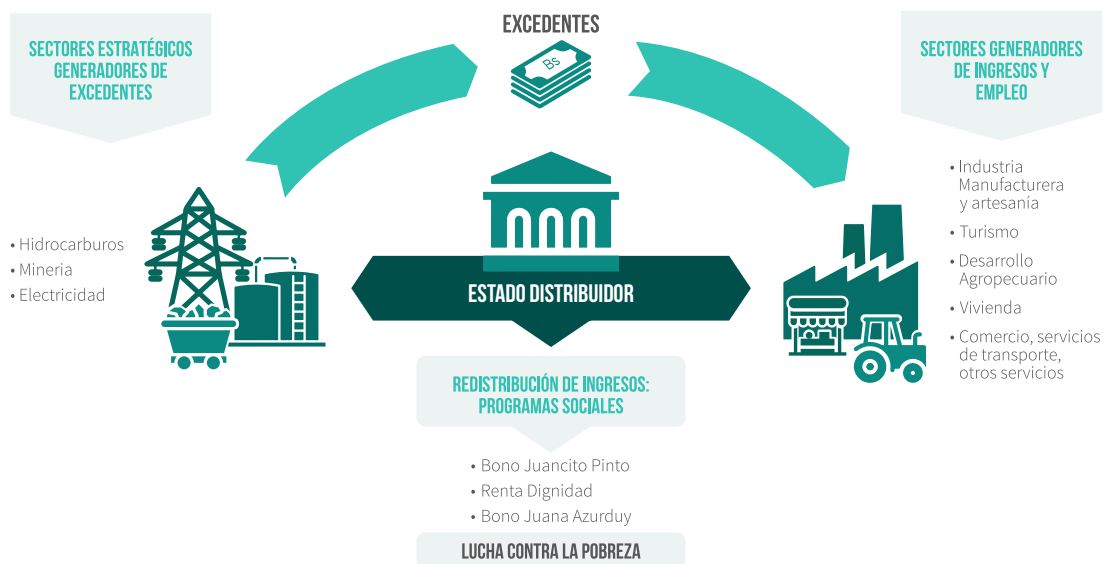 SECTORES ESTRATÉGICOS
GENERADORES DE
EXCEDENTES
• Hidrocarburos
• Mineria
• Electricidad
EXCEDENTES
Bs
ESTADO DISTRIBUIDOR
REDISTRIBUCIÓN DE INGRESOS:
PROGRAMAS SOCIALES
• Bono Juancito Pinto
• Renta Dignidad
• Bono Juana Azurduy
LUCHA CONTRA LA POBREZA
SECTORES GENERADORES
DE INGRESOS Y
EMPLEO
• Industria
Manufacturera
y artesanía
• Turismo
• Desarrollo
Agropecuario
• Vivienda
• Comercio, servicios
de transporte,
otros servicios